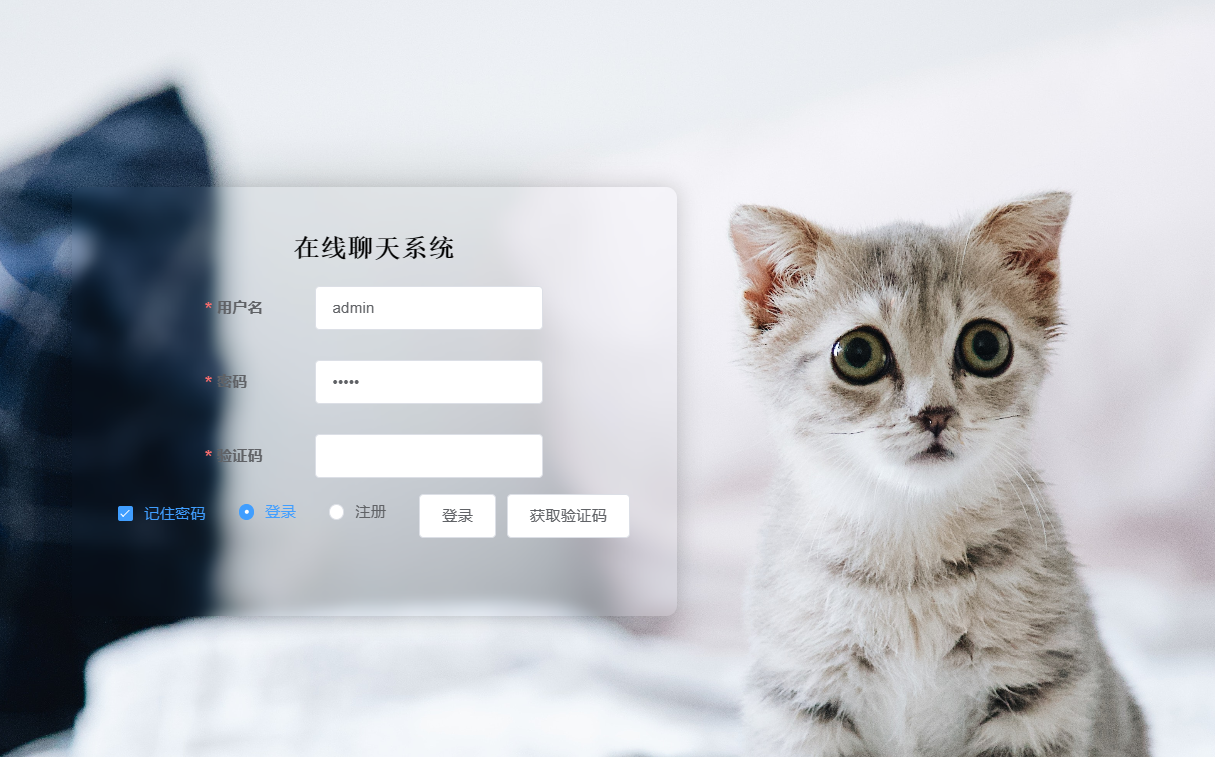 在线聊天系统
* 用户名 admin
* 密码 •••••
* 验证码
记住密码 登录 注册 登录 获取验证码